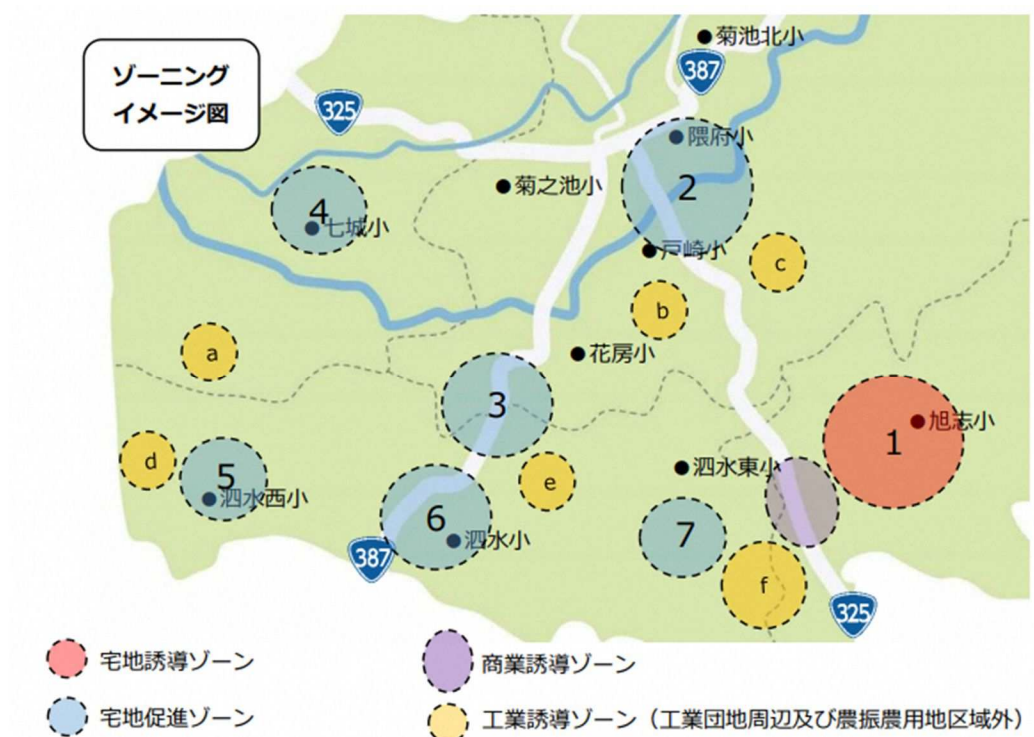 ゾーニング
イメージ図
菊池北小
387
325
隈府小
2
菊之池小
4
七城小
戸崎小
c
b
a
花房小
3
旭志小
1
d
5
泗水西小
e
泗水東小
6
泗水小
7
387
f
325
宅地誘導ゾーン
商業誘導ゾーン
宅地促進ゾーン
工業誘導ゾーン（工業団地周辺及び農振農用地区域外）